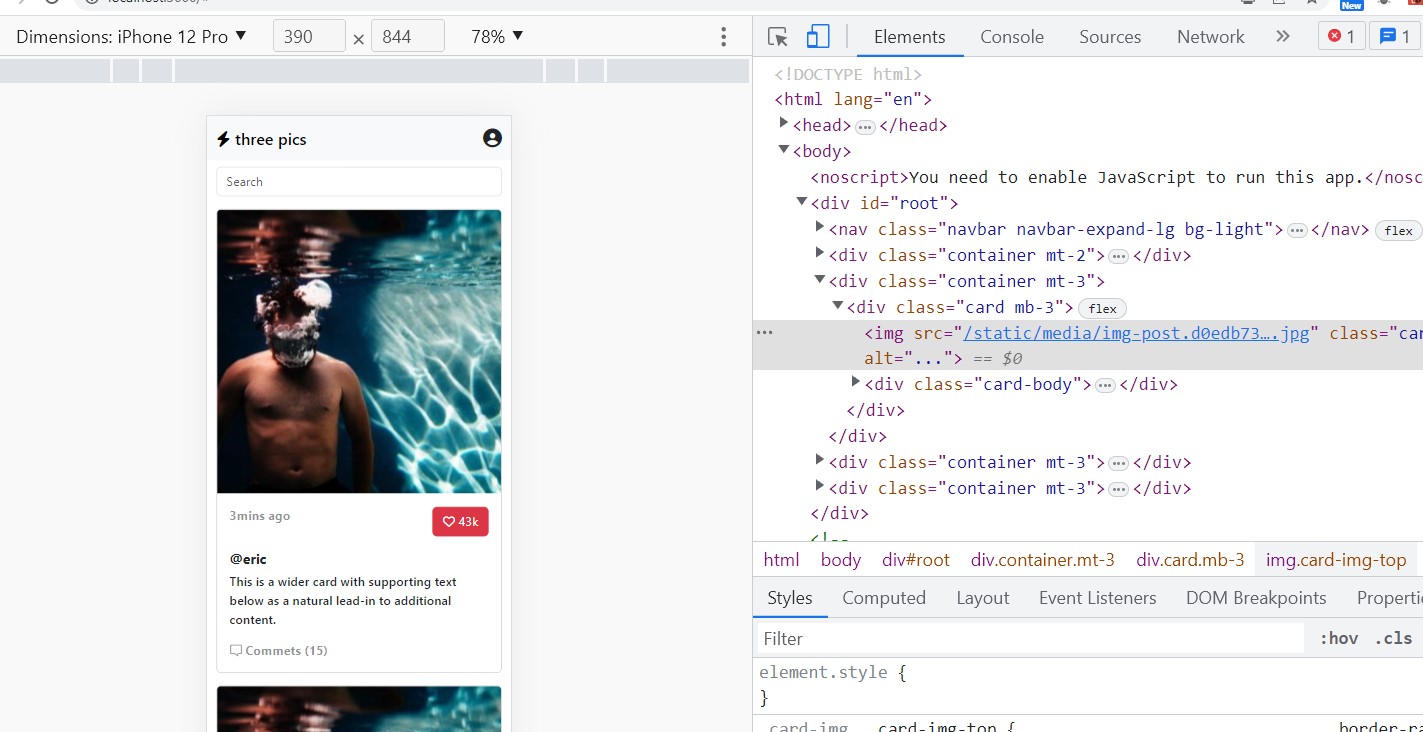 Dimensions: iPhone 12 Pro ▼ 390 × 844 78% ▼
three pics
Search
3mins ago
43k
@eric
This is a wider card with supporting text
below as a natural lead-in to additional
content.
Commets (15)
New
Elements Console Sources Network » 1 1
<!DOCTYPE html>
<html lang="en">
<head>…</head>
<body>
<noscript>You need to enable JavaScript to run this app.</nosc
<div id="root">
<nav class="navbar navbar-expand-lg bg-light">…</nav> flex
<div class="container mt-2">…</div>
<div class="container mt-3">
<div class="card mb-3"> flex
… <img src="/static/media/img-post.d0edb73….jpg" class="car
alt="..."> == $0
<div class="card-body">…</div>
</div>
</div>
<div class="container mt-3">…</div>
<div class="container mt-3">…</div>
</div>
<!--
html body div#root div.container.mt-3 div.card.mb-3 img.card-img-top
Styles Computed Layout Event Listeners DOM Breakpoints Properti
Filter :hov .cls
element.style {
}
.card-img, .card-img-top { border-ra